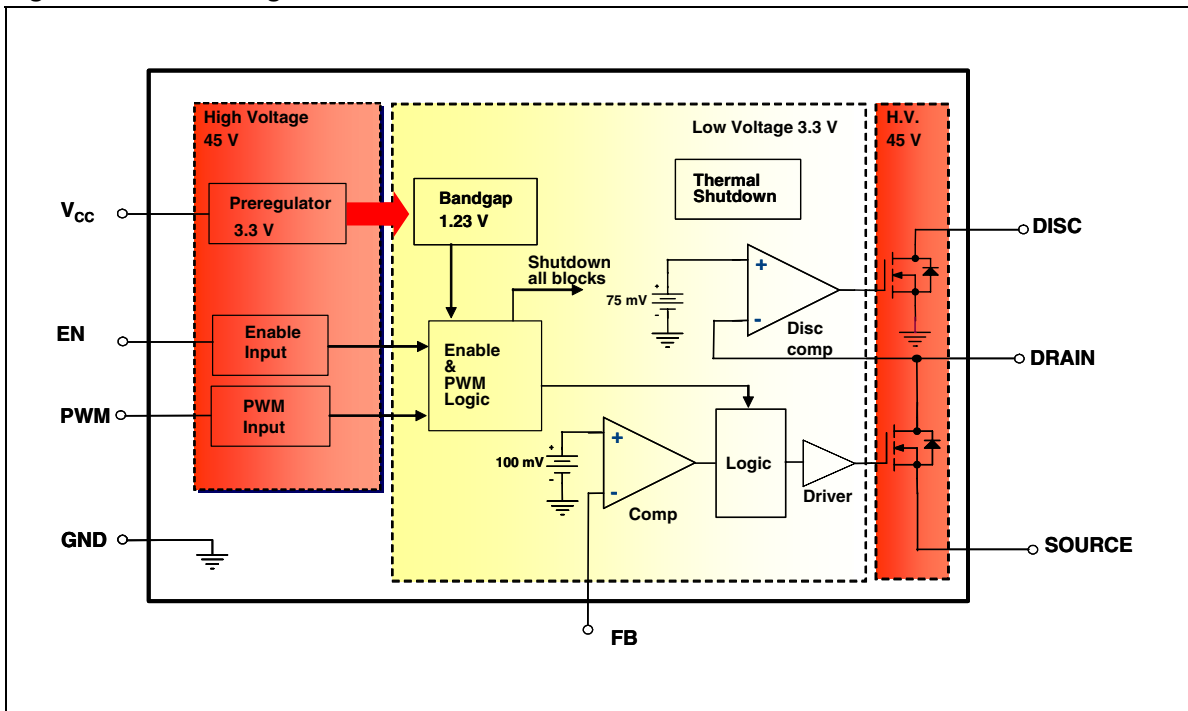 High Voltage
45 V
Low Voltage 3.3 V
H.V.
45 V
Thermal
Shutdown
VCC
Preregulator
3.3 V
Bandgap
1.23 V
DISC
Shutdown
all blocks
+
75 mV
-
+
-
Disc
comp
EN
Enable
Input
Enable
&
PWM
Logic
DRAIN
PWM
PWM
Input
+
100 mV
-
+
-
Comp
Logic
Driver
GND
SOURCE
FB